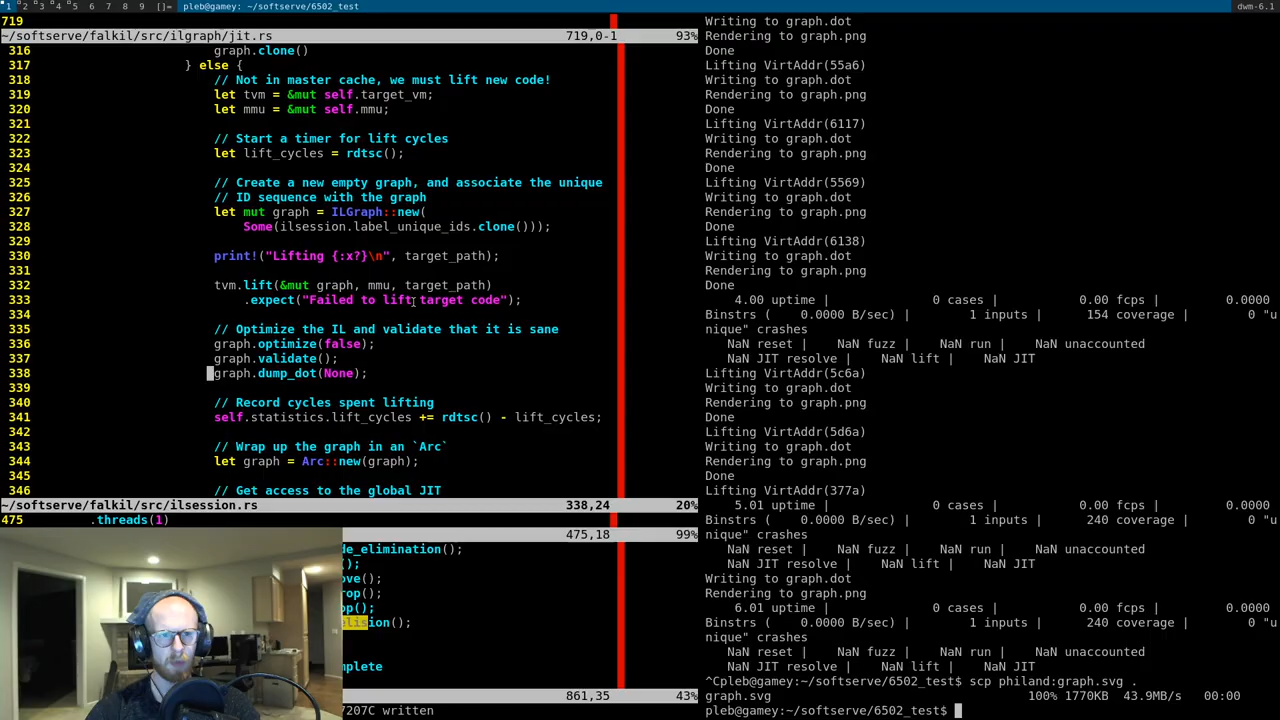 1 2 3 4 5 6 7 8 9 []= pleb@gamey: ~/softserve/6502_test dwm-6.1
719
~/softserve/falkil/src/ilgraph/jit.rs 719,0-1 93%
316 graph.clone()
317 } else {
318 // Not in master cache, we must lift new code!
319 let tvm = &mut self.target_vm;
320 let mmu = &mut self.mmu;
321
322 // Start a timer for lift cycles
323 let lift_cycles = rdtsc();
324
325 // Create a new empty graph, and associate the unique
326 // ID sequence with the graph
327 let mut graph = ILGraph::new(
328 Some(ilsession.label_unique_ids.clone()));
329
330 print!("Lifting {:x?}\n", target_path);
331
332 tvm.lift(&mut graph, mmu, target_path)
333 .expect("Failed to lift target code");
334
335 // Optimize the IL and validate that it is sane
336 graph.optimize(false);
337 graph.validate();
338 graph.dump_dot(None);
339
340 // Record cycles spent lifting
341 self.statistics.lift_cycles += rdtsc() - lift_cycles;
342
343 // Wrap up the graph in an `Arc`
344 let graph = Arc::new(graph);
345
346 // Get access to the global JIT
~/softserve/falkil/src/ilsession.rs 338,24 20%
475 .threads(1)
475,18 99%
de_elimination();
();
ove();
rop();
op();
elision();
mplete
861,35 43%
7207C written
Writing to graph.dot
Rendering to graph.png
Done
Lifting VirtAddr(55a6)
Writing to graph.dot
Rendering to graph.png
Done
Lifting VirtAddr(6117)
Writing to graph.dot
Rendering to graph.png
Done
Lifting VirtAddr(5569)
Writing to graph.dot
Rendering to graph.png
Done
Lifting VirtAddr(6138)
Writing to graph.dot
Rendering to graph.png
Done
4.00 uptime | 0 cases | 0.00 fcps | 0.0000
Binstrs ( 0.0000 B/sec) | 1 inputs | 154 coverage | 0 "u
nique" crashes
NaN reset | NaN fuzz | NaN run | NaN unaccounted
NaN JIT resolve | NaN lift | NaN JIT
Lifting VirtAddr(5c6a)
Writing to graph.dot
Rendering to graph.png
Done
Lifting VirtAddr(5d6a)
Writing to graph.dot
Rendering to graph.png
Done
Lifting VirtAddr(377a)
5.01 uptime | 0 cases | 0.00 fcps | 0.0000
Binstrs ( 0.0000 B/sec) | 1 inputs | 240 coverage | 0 "u
nique" crashes
NaN reset | NaN fuzz | NaN run | NaN unaccounted
NaN JIT resolve | NaN lift | NaN JIT
Writing to graph.dot
Rendering to graph.png
6.01 uptime | 0 cases | 0.00 fcps | 0.0000
Binstrs ( 0.0000 B/sec) | 1 inputs | 240 coverage | 0 "u
nique" crashes
NaN reset | NaN fuzz | NaN run | NaN unaccounted
NaN JIT resolve | NaN lift | NaN JIT
^Cpleb@gamey:~/softserve/6502_test$ scp philand:graph.svg .
graph.svg 100% 1770KB 43.9MB/s 00:00
pleb@gamey:~/softserve/6502_test$